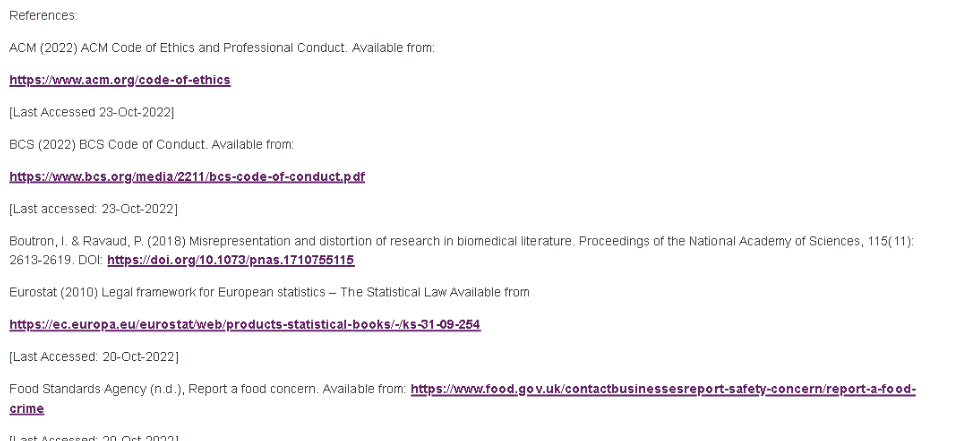 References:
ACM (2022) ACM Code of Ethics and Professional Conduct. Available from:
https://www.acm.org/code-of-ethics
[Last Accessed 23-Oct-2022]
BCS (2022) BCS Code of Conduct. Available from:
https://www.bcs.org/media/2211/bcs-code-of-conduct.pdf
[Last accessed: 23-Oct-2022]
Boutron, I. & Ravaud, P. (2018) Misrepresentation and distortion of research in biomedical literature. Proceedings of the National Academy of Sciences, 115(11):
2613-2619. DOI: https://doi.org/10.1073/pnas.1710755115
Eurostat (2010) Legal framework for European statistics – The Statistical Law Available from
https://ec.europa.eu/eurostat/web/products-statistical-books/-/ks-31-09-254
[Last Accessed: 20-Oct-2022]
Food Standards Agency (n.d.), Report a food concern. Available from: https://www.food.gov.uk/contactbusinessesreport-safety-concern/report-a-food-
crime
[Last Accessed: 20-Oct-2022]